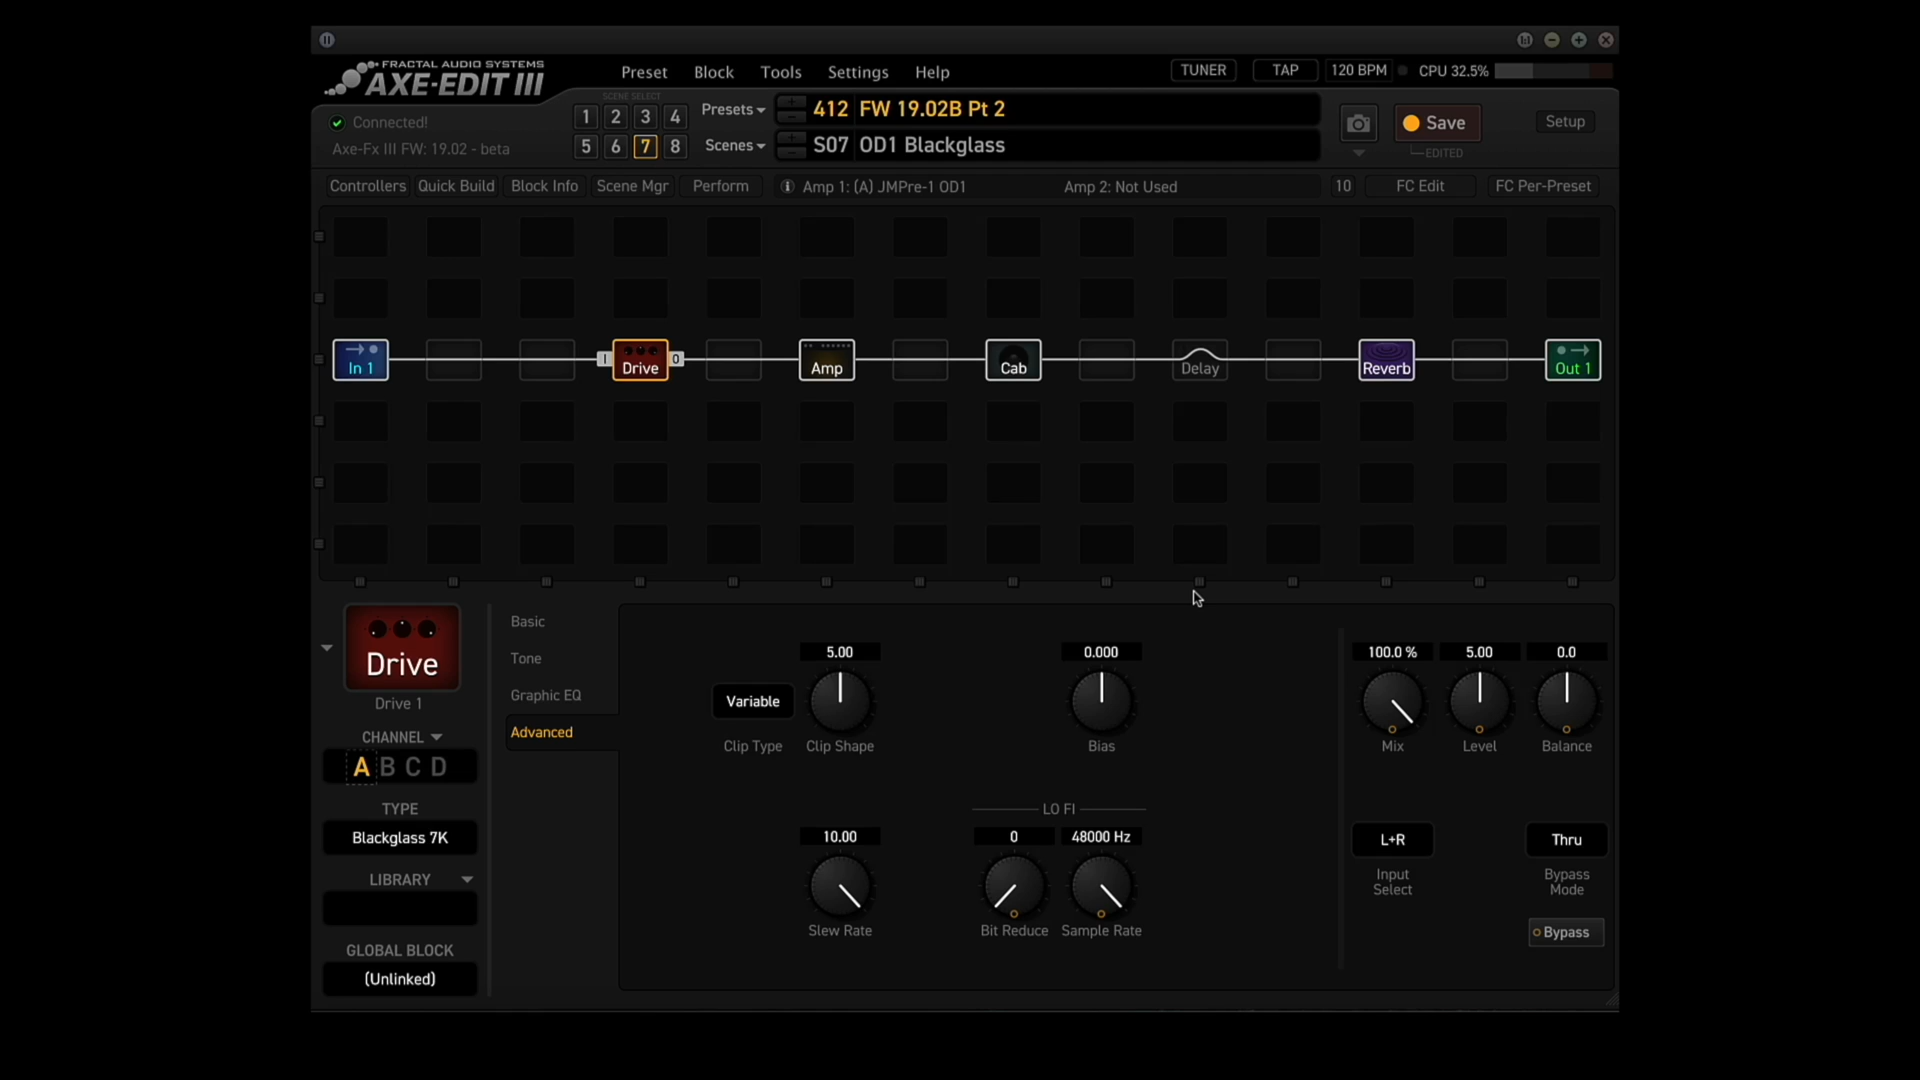 FRACTAL AUDIO SYSTEMS
AXE-EDIT III
Preset Block Tools Settings Help
TUNER TAP 120 BPM CPU 32.5%
SCENE SELECT
1 2 3 4
5 6 7 8
Presets
412 FW 19.02B Pt 2
Scenes
S07 OD1 Blackglass
Connected!
Axe-Fx III FW: 19.02 - beta
Save
EDITED
Setup
Controllers Quick Build Block Info Scene Mgr Perform
Amp 1: (A) JMPre-1 OD1 Amp 2: Not Used
10 FC Edit FC Per-Preset
In 1 I Drive O Amp Cab Delay Reverb Out 1
Drive
Drive 1
CHANNEL
A B C D
TYPE
Blackglass 7K
LIBRARY
GLOBAL BLOCK
(Unlinked)
Basic
Tone
Graphic EQ
Advanced
5.00 0.000
Variable
Clip Type Clip Shape Bias
LO FI
10.00 0 48000 Hz
Slew Rate Bit Reduce Sample Rate
100.0 % 5.00 0.0
Mix Level Balance
L+R Thru
Input Select
Bypass Mode
Bypass